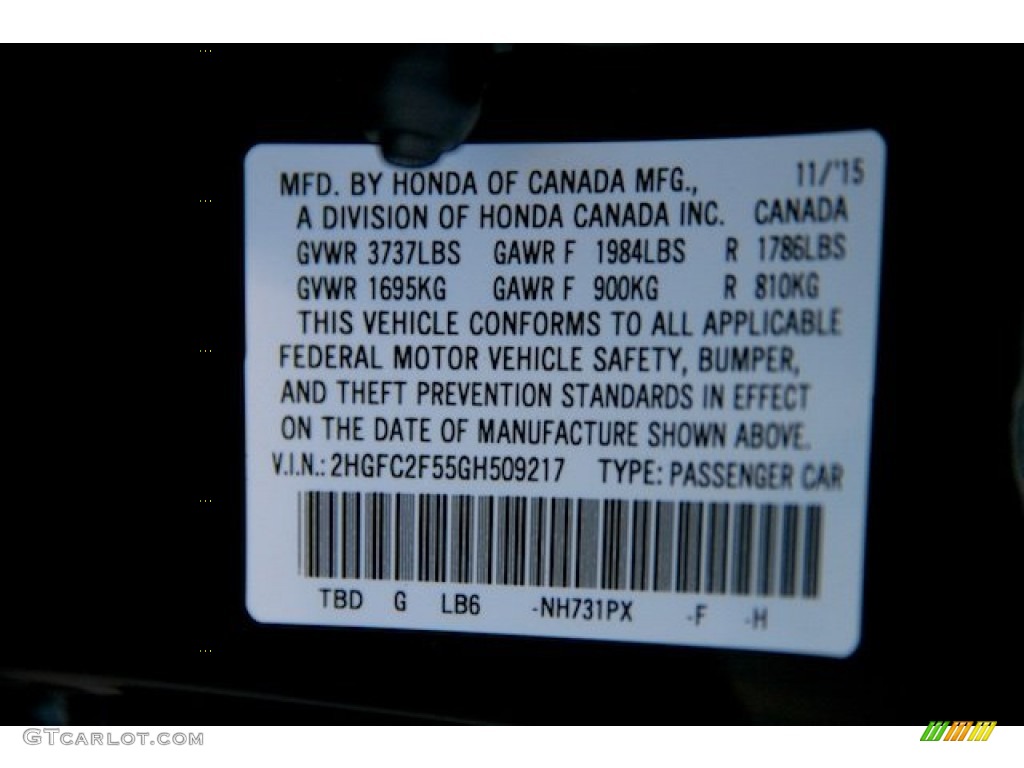 MFD. BY HONDA OF CANADA MFG., 11/'15
A DIVISION OF HONDA CANADA INC. CANADA
GVWR 3737LBS GAWR F 1984LBS R 1786LBS
GVWR 1695KG GAWR F 900KG R 810KG
THIS VEHICLE CONFORMS TO ALL APPLICABLE
FEDERAL MOTOR VEHICLE SAFETY, BUMPER,
AND THEFT PREVENTION STANDARDS IN EFFECT
ON THE DATE OF MANUFACTURE SHOWN ABOVE.
V.I.N.: 2HGFC2F55GH509217 TYPE: PASSENGER CAR
TBD G LB6 -NH731PX -F -H
GTCARLOT.COM